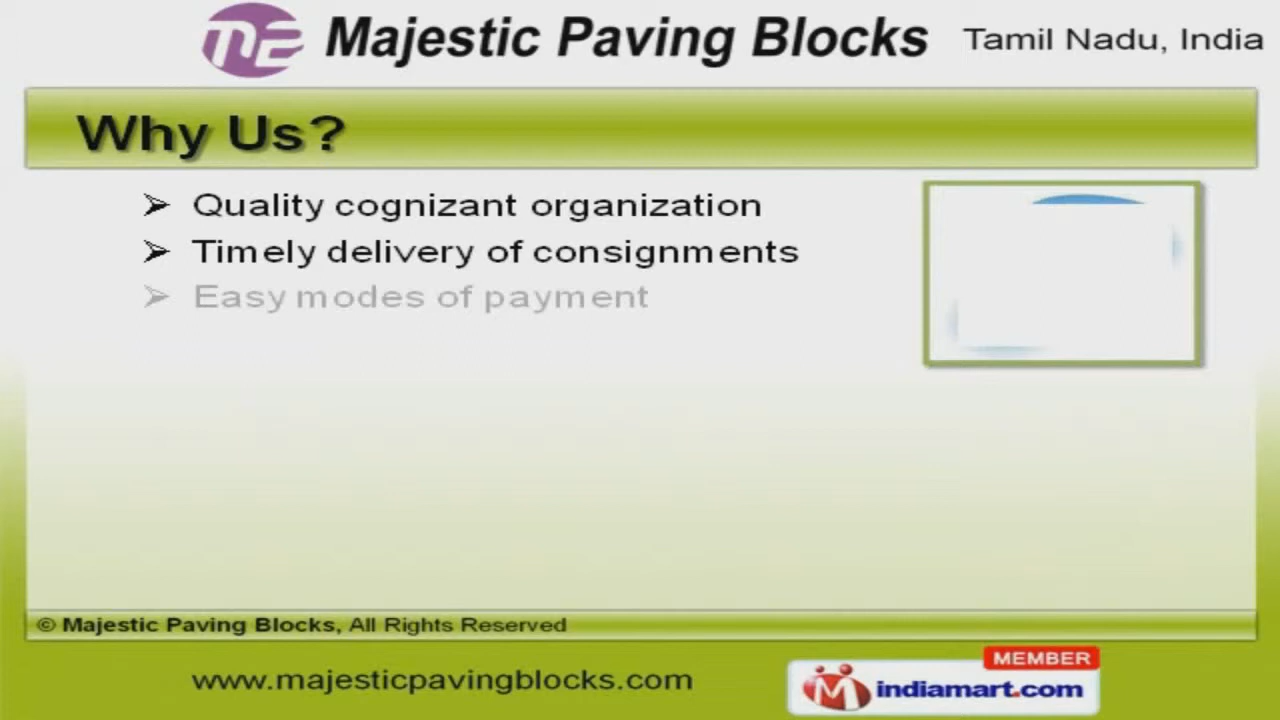 Majestic Paving Blocks
Tamil Nadu, India
Why Us?
➢ Quality cognizant organization
➢ Timely delivery of consignments
➢ Easy modes of payment
© Majestic Paving Blocks, All Rights Reserved
www.majesticpavingblocks.com
MEMBER
indiamart.com